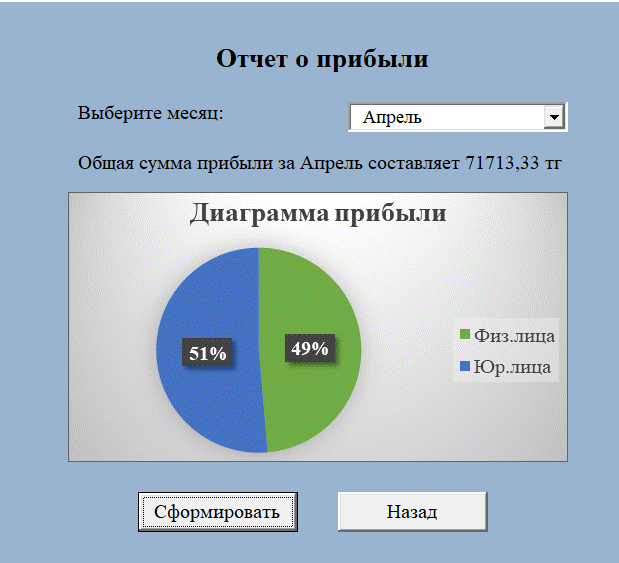 Отчет о прибыли
Выберите месяц:
Апрель
Общая сумма прибыли за Апрель составляет 71713,33 тг
Диаграмма прибыли
51%
49%
Физ.лица
Юр.лица
Сформировать
Назад